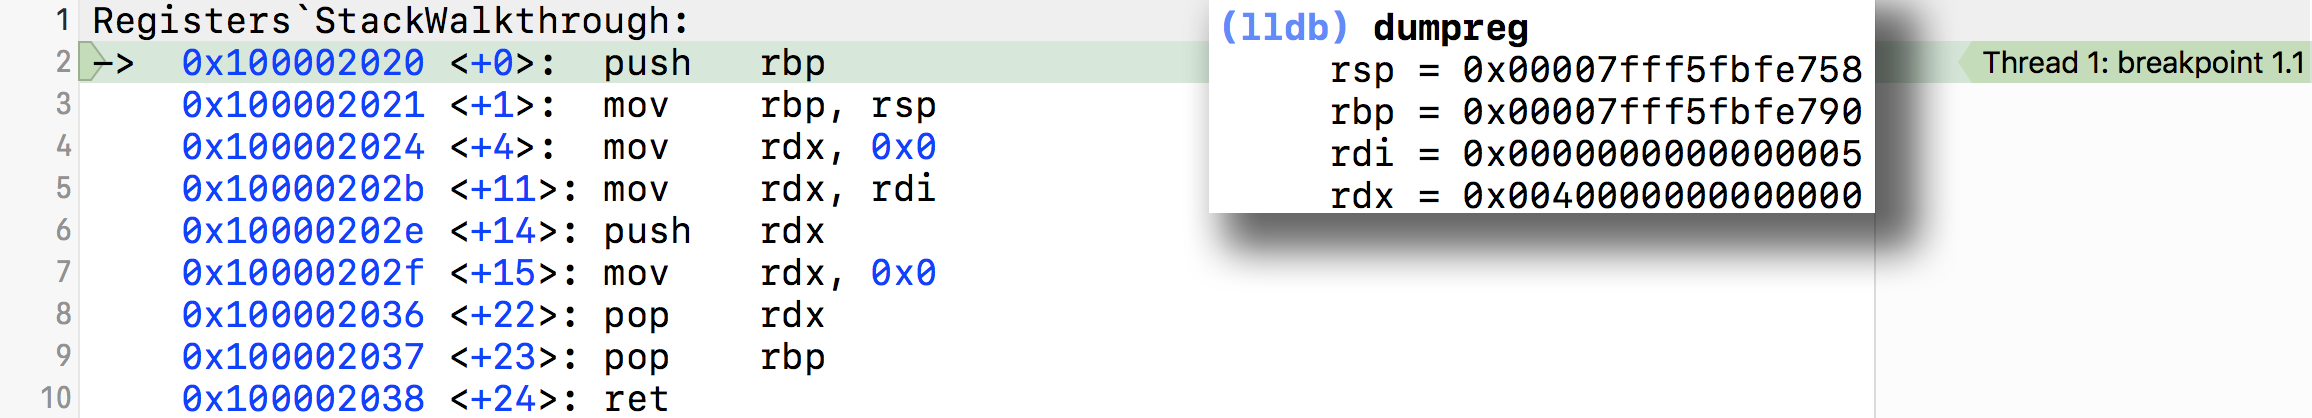 1 Registers`StackWalkthrough:
2 -> 0x100002020 <+0>: push rbp
3 0x100002021 <+1>: mov rbp, rsp
4 0x100002024 <+4>: mov rdx, 0x0
5 0x10000202b <+11>: mov rdx, rdi
6 0x10000202e <+14>: push rdx
7 0x10000202f <+15>: mov rdx, 0x0
8 0x100002036 <+22>: pop rdx
9 0x100002037 <+23>: pop rbp
10 0x100002038 <+24>: ret
(lldb) dumpreg
rsp = 0x00007fff5fbfe758
rbp = 0x00007fff5fbfe790
rdi = 0x0000000000000005
rdx = 0x0040000000000000
Thread 1: breakpoint 1.1